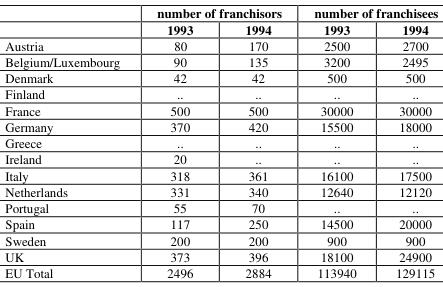 number of franchisors number of franchisees
1993 1994 1993 1994
Austria 80 170 2500 2700
Belgium/Luxembourg 90 135 3200 2495
Denmark 42 42 500 500
Finland .. .. .. ..
France 500 500 30000 30000
Germany 370 420 15500 18000
Greece .. .. .. ..
Ireland 20 .. .. ..
Italy 318 361 16100 17500
Netherlands 331 340 12640 12120
Portugal 55 70 .. ..
Spain 117 250 14500 20000
Sweden 200 200 900 900
UK 373 396 18100 24900
EU Total 2496 2884 113940 129115